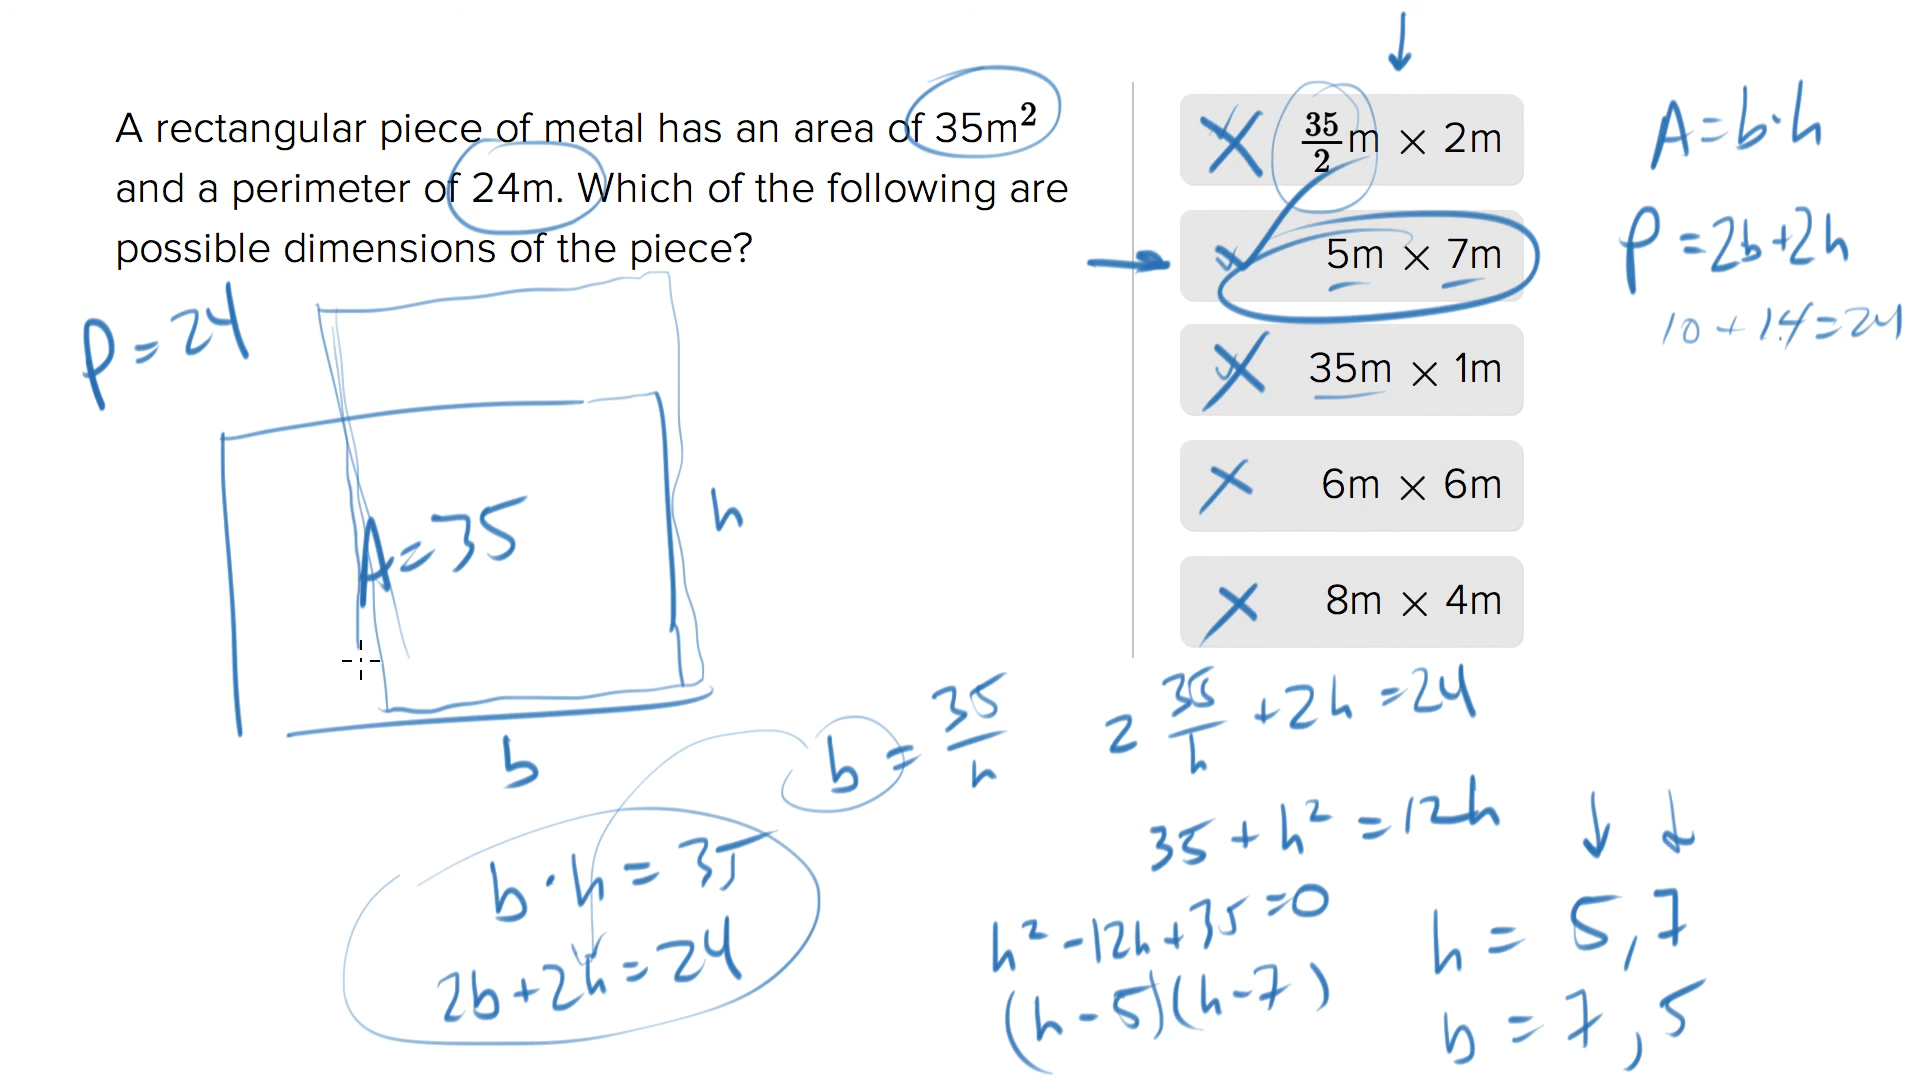 A rectangular piece of metal has an area of 35m²
and a perimeter of 24m. Which of the following are
possible dimensions of the piece?
35/2 m × 2m
5m × 7m
35m × 1m
6m × 6m
8m × 4m
A = b · h
P = 2b + 2h
10 + 14 = 24
P = 24
A = 35
h
b
b · h = 35
2b + 2h = 24
b = 35/h
2 35/h + 2h = 24
35 + h² = 12h
h² - 12h + 35 = 0
(h - 5)(h - 7)
h = 5, 7
b = 7, 5